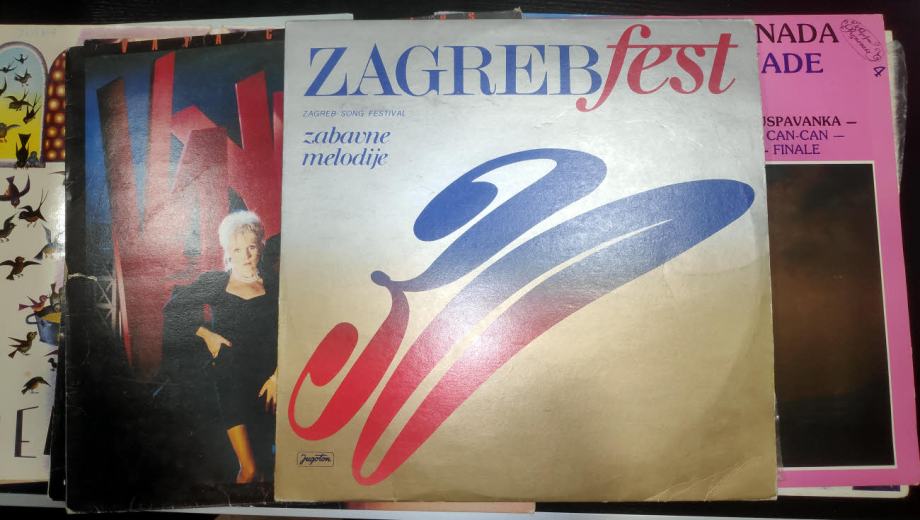 ZAGREBfest
ZAGREB SONG FESTIVAL
zabavne
melodije
Jugoton
NADA
ADE
4
USPAVANKA –
CAN-CAN –
- FINALE